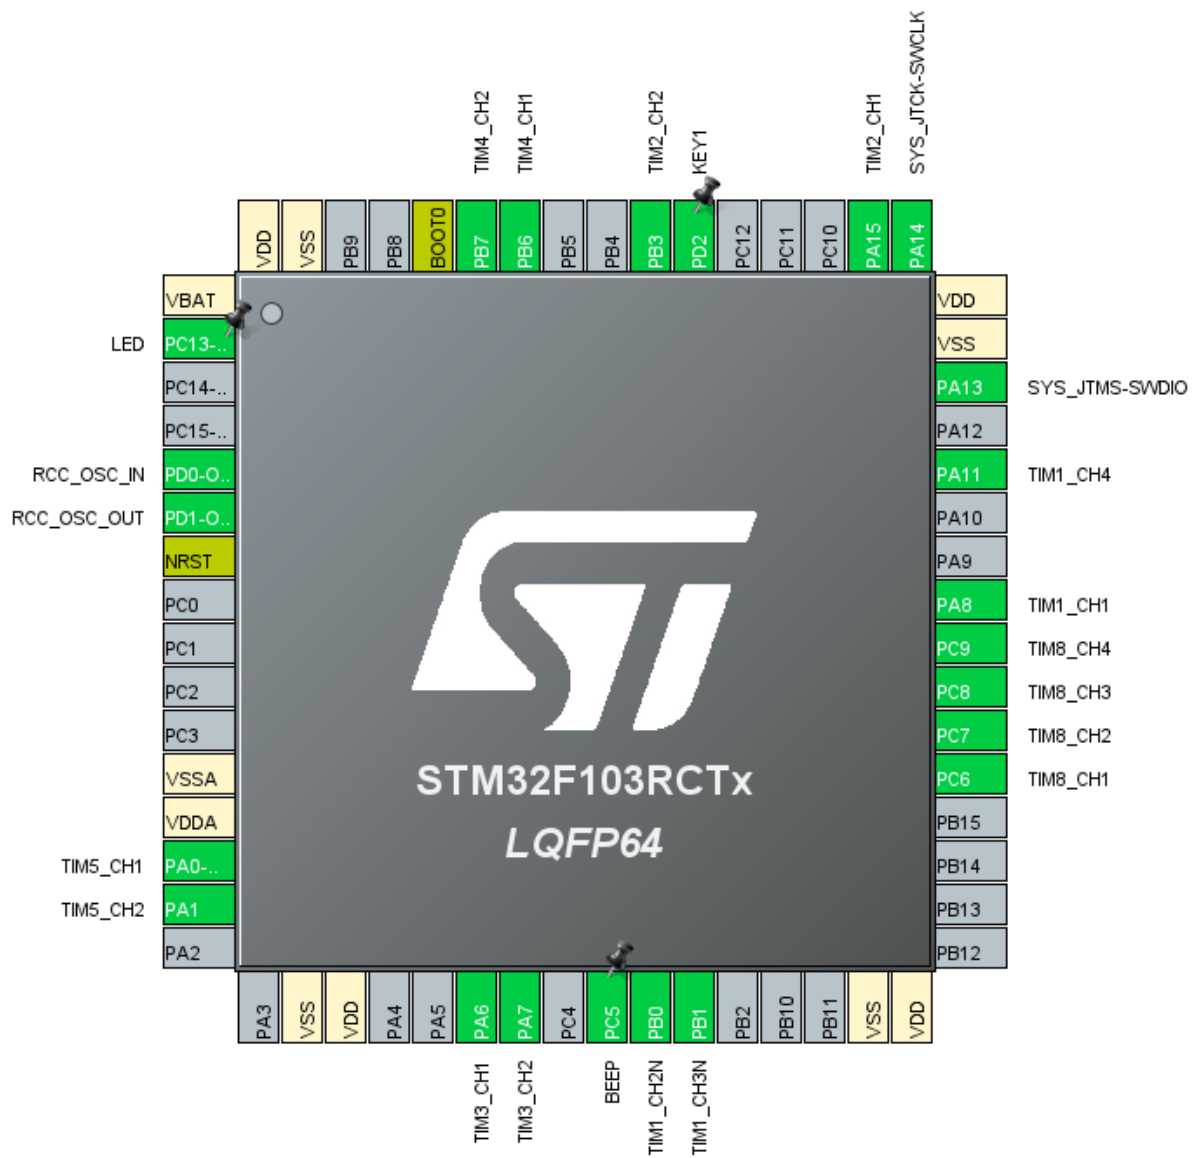 TIM4_CH2
TIM4_CH1
TIM2_CH2
KEY1
TIM2_CH1
SYS_JTCK-SWCLK
VDD
VSS
PB9
PB8
BOOT0
PB7
PB6
PB5
PB4
PB3
PD2
PC12
PC11
PC10
PA15
PA14
VBAT
LED PC13-..
PC14-..
PC15-..
RCC_OSC_IN PD0-O..
RCC_OSC_OUT PD1-O..
NRST
PC0
PC1
PC2
PC3
VSSA
VDDA
TIM5_CH1 PA0-..
TIM5_CH2 PA1
PA2
STM32F103RCTx
LQFP64
VDD
VSS
PA13 SYS_JTMS-SWDIO
PA12
PA11 TIM1_CH4
PA10
PA9
PA8 TIM1_CH1
PC9 TIM8_CH4
PC8 TIM8_CH3
PC7 TIM8_CH2
PC6 TIM8_CH1
PB15
PB14
PB13
PB12
PA3
VSS
VDD
PA4
PA5
PA6
PA7
PC4
PC5
PB0
PB1
PB2
PB10
PB11
VSS
VDD
TIM3_CH1
TIM3_CH2
BEEP
TIM1_CH2N
TIM1_CH3N